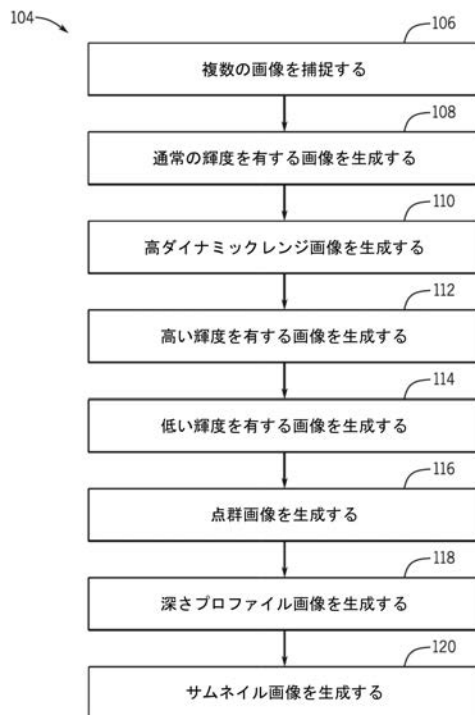 104
106
複数の画像を捕捉する
108
通常の輝度を有する画像を生成する
110
高ダイナミックレンジ画像を生成する
112
高い輝度を有する画像を生成する
114
低い輝度を有する画像を生成する
116
点群画像を生成する
118
深さプロファイル画像を生成する
120
サムネイル画像を生成する